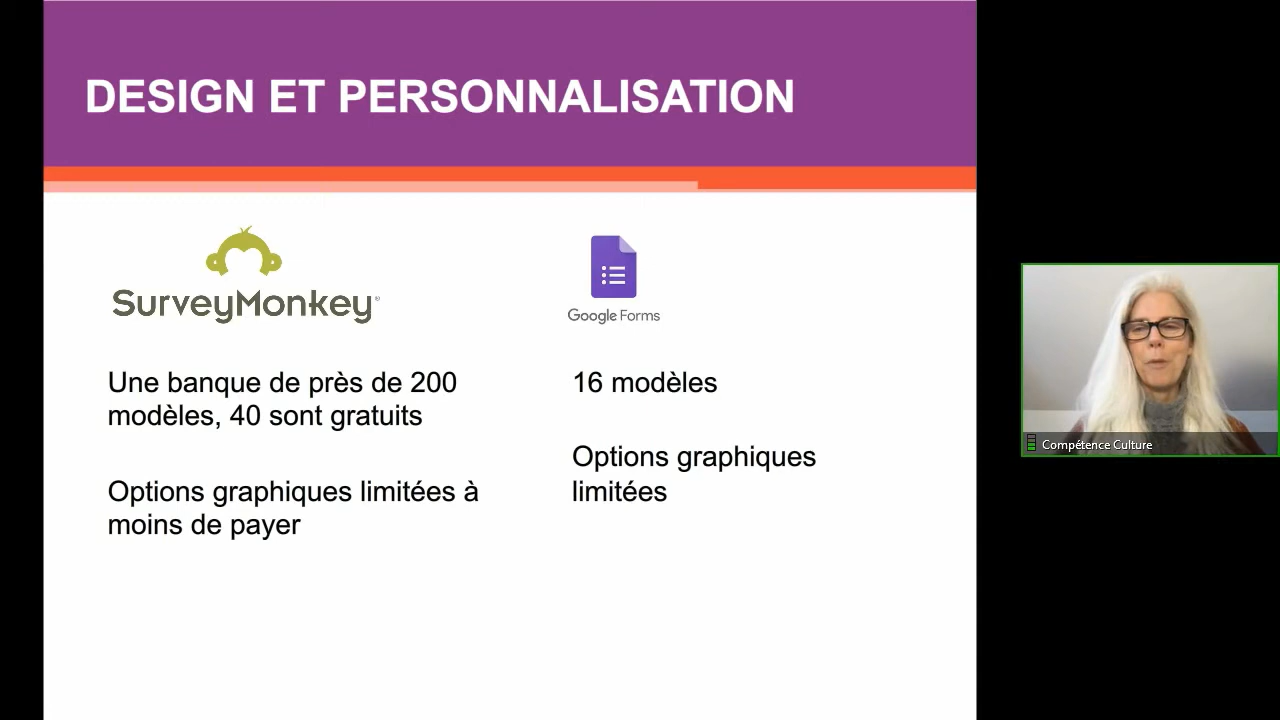 DESIGN ET PERSONNALISATION
SurveyMonkey®
Google Forms
Une banque de près de 200
modèles, 40 sont gratuits
Options graphiques limitées à
moins de payer
16 modèles
Options graphiques
limitées
Compétence Culture